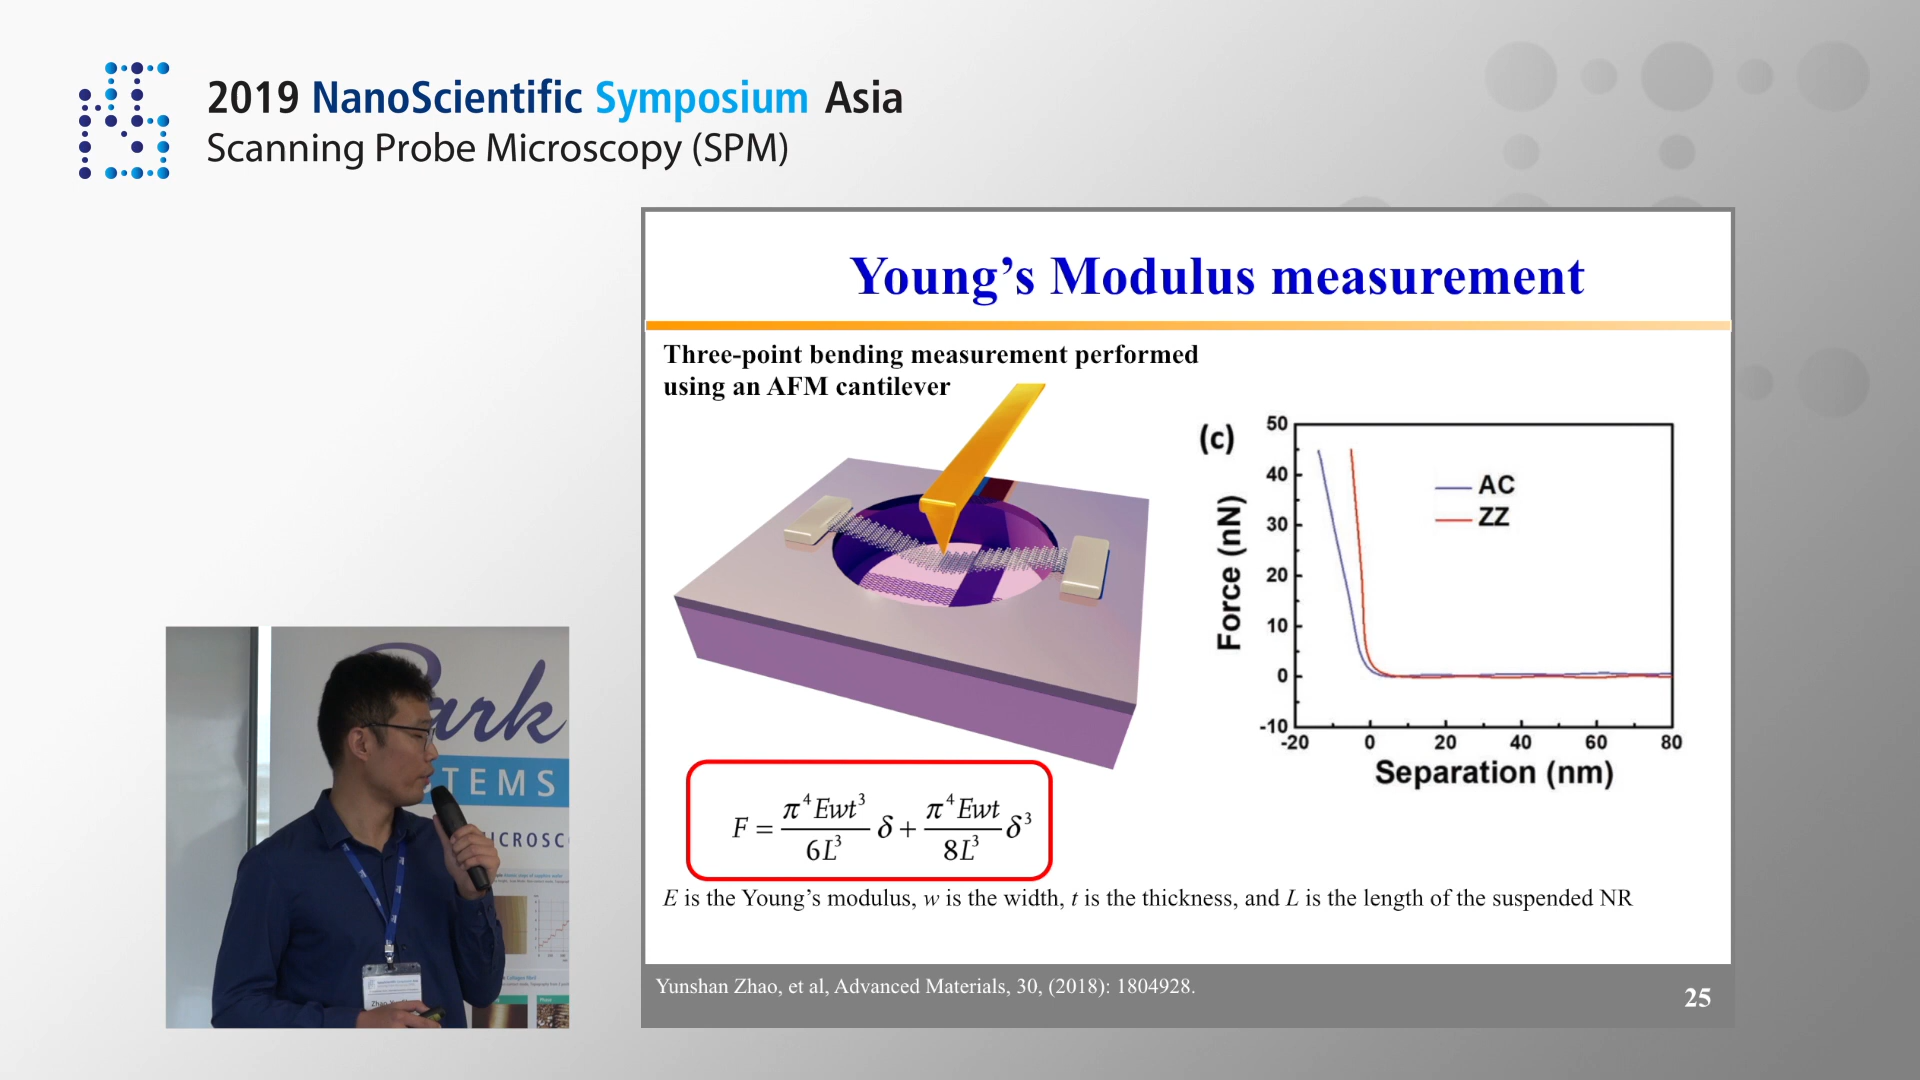 2019 NanoScientific Symposium Asia
Scanning Probe Microscopy (SPM)
Young's Modulus measurement
Three-point bending measurement performed
using an AFM cantilever
(c)
50
40
30
20
10
0
-10
-20 0 20 40 60 80
Force (nN)
Separation (nm)
AC
ZZ
F = π⁴Ewt³/6L³ δ + π⁴Ewt/8L³ δ³
E is the Young's modulus, w is the width, t is the thickness, and L is the length of the suspended NR
Yunshan Zhao, et al, Advanced Materials, 30, (2018): 1804928.
25
ark
TEMS